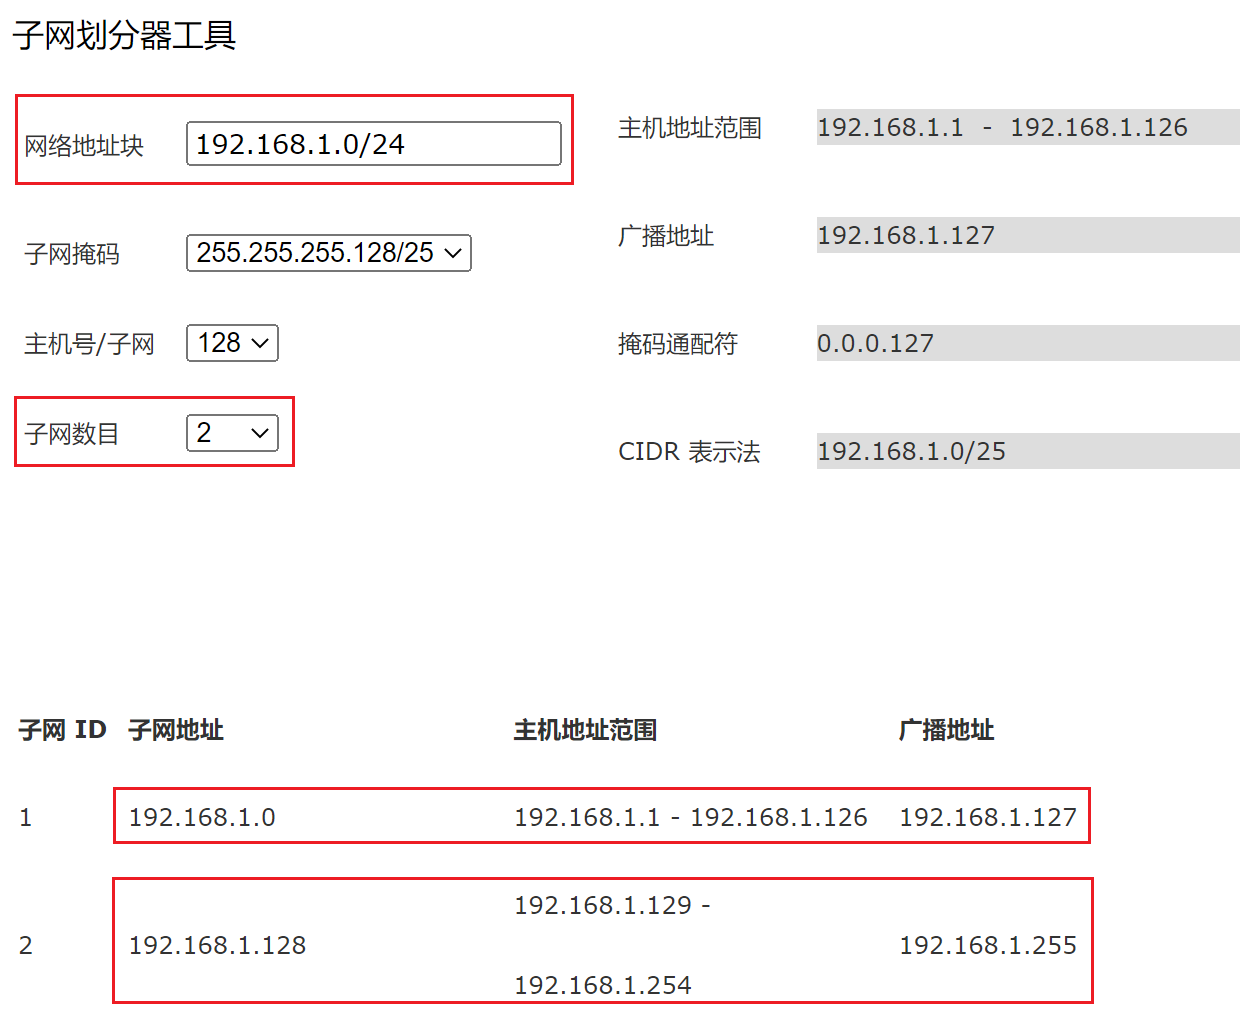 子网划分器工具
网络地址块 192.168.1.0/24
子网掩码 255.255.255.128/25
主机号/子网 128
子网数目 2
主机地址范围 192.168.1.1 - 192.168.1.126
广播地址 192.168.1.127
掩码通配符 0.0.0.127
CIDR 表示法 192.168.1.0/25
子网 ID 子网地址 主机地址范围 广播地址
1 192.168.1.0 192.168.1.1 - 192.168.1.126 192.168.1.127
192.168.1.129 -
2 192.168.1.128 192.168.1.255
192.168.1.254